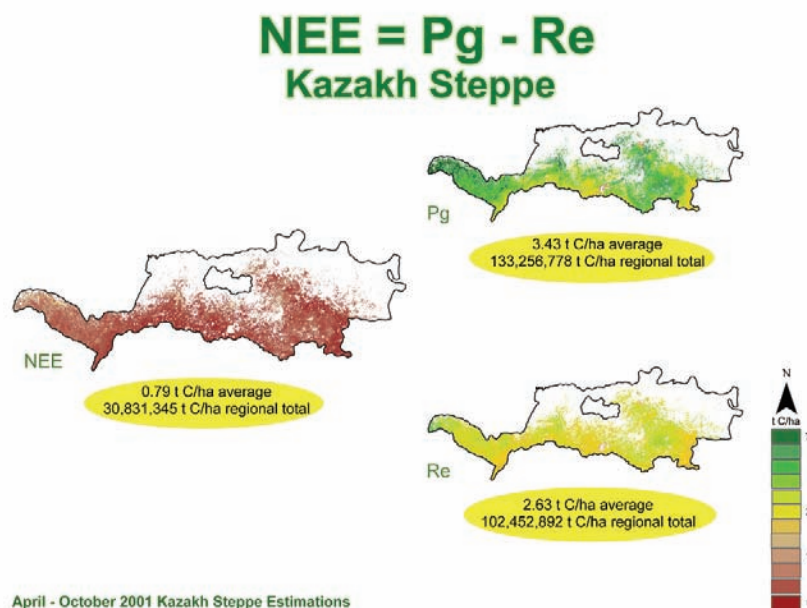 NEE = Pg - Re
Kazakh Steppe
Pg
3.43 t C/ha average
133,256,778 t C/ha regional total
NEE
0.79 t C/ha average
30,831,345 t C/ha regional total
Re
2.63 t C/ha average
102,452,892 t C/ha regional total
N
t C/ha
April - October 2001 Kazakh Steppe Estimations